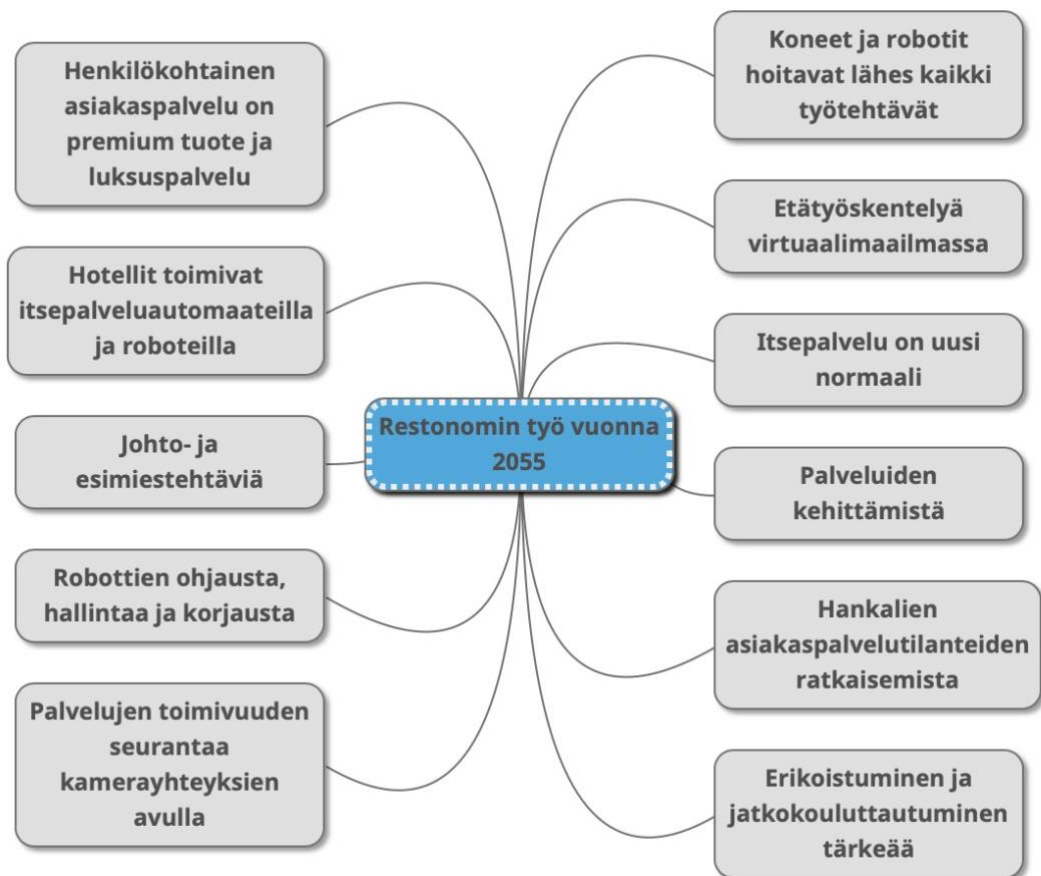 Henkilökohtainen
asiakaspalvelu on
premium tuote ja
luksuspalvelu
Hotellit toimivat
itsepalveluautomaateilla
ja roboteilla
Johto- ja
esimiestehtäviä
Robottien ohjausta,
hallintaa ja korjausta
Palvelujen toimivuuden
seurantaa
kamerayhteyksien
avulla
Restonomin työ vuonna
2055
Koneet ja robotit
hoitavat lähes kaikki
työtehtävät
Etätyöskentelyä
virtuaalimaailmassa
Itsepalvelu on uusi
normaali
Palveluiden
kehittämistä
Hankalien
asiakaspalvelutilanteiden
ratkaisemista
Erikoistuminen ja
jatkokouluttautuminen
tärkeää